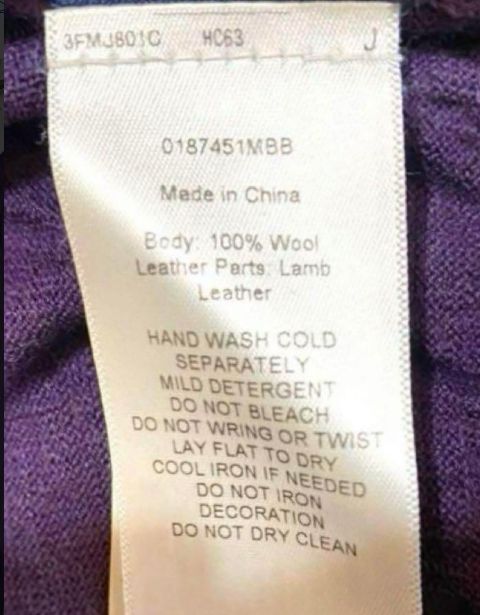 3FMJ801C HC63 J
0187451MBB
Made in China
Body: 100% Wool
Leather Parts: Lamb
Leather
HAND WASH COLD
SEPARATELY
MILD DETERGENT
DO NOT BLEACH
DO NOT WRING OR TWIST
LAY FLAT TO DRY
COOL IRON IF NEEDED
DO NOT IRON
DECORATION
DO NOT DRY CLEAN